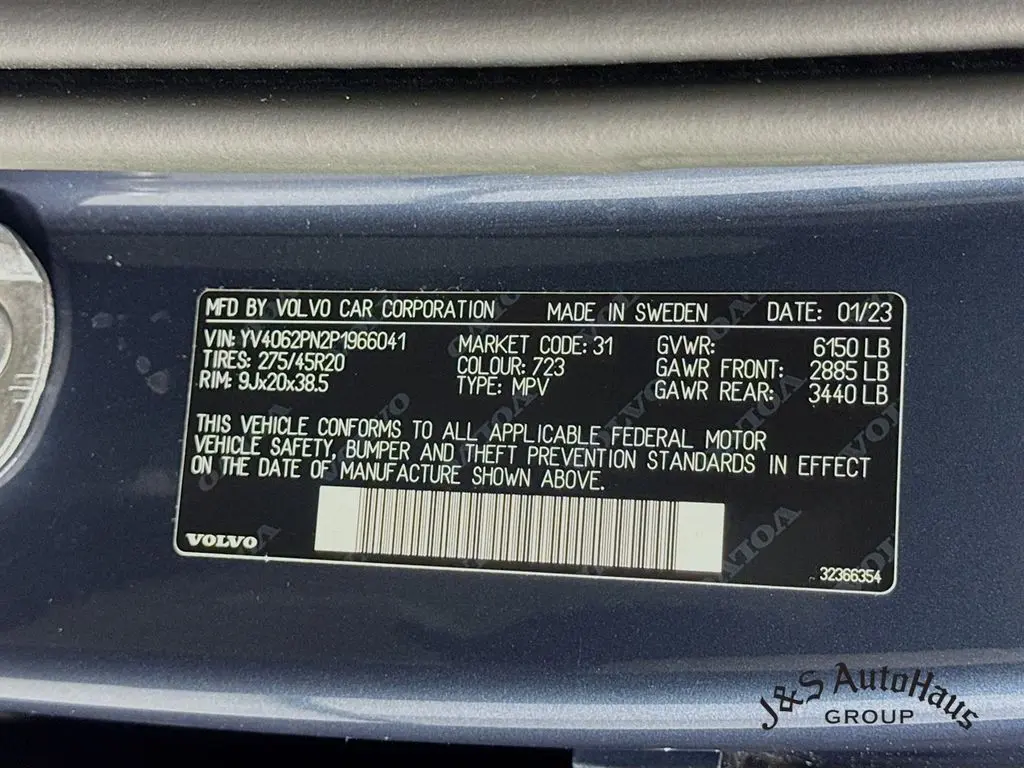 MFD BY VOLVO CAR CORPORATION MADE IN SWEDEN DATE: 01/23
VIN: YV4062PN2P1966041 MARKET CODE: 31 GVWR: 6150 LB
TIRES: 275/45R20 COLOUR: 723 GAWR FRONT: 2885 LB
RIM: 9Jx20x38.5 TYPE: MPV GAWR REAR: 3440 LB
THIS VEHICLE CONFORMS TO ALL APPLICABLE FEDERAL MOTOR
VEHICLE SAFETY, BUMPER AND THEFT PREVENTION STANDARDS IN EFFECT
ON THE DATE OF MANUFACTURE SHOWN ABOVE.
VOLVO
32366354
J&S AutoHaus
GROUP